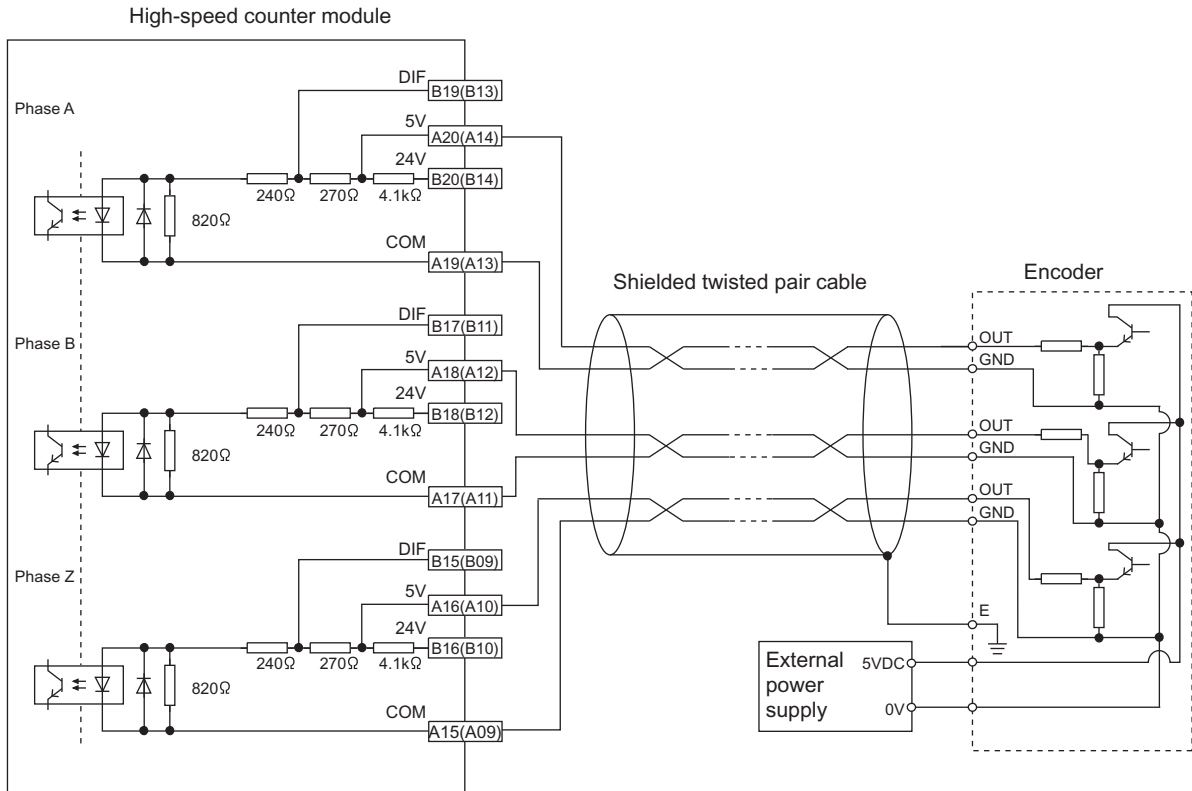 High-speed counter module
Phase A
DIF
B19(B13)
5V
A20(A14)
24V
B20(B14)
240Ω
270Ω
4.1kΩ
820Ω
COM
A19(A13)
Phase B
DIF
B17(B11)
5V
A18(A12)
24V
B18(B12)
240Ω
270Ω
4.1kΩ
820Ω
COM
A17(A11)
Phase Z
DIF
B15(B09)
5V
A16(A10)
24V
B16(B10)
240Ω
270Ω
4.1kΩ
820Ω
COM
A15(A09)
Shielded twisted pair cable
Encoder
OUT
GND
OUT
GND
OUT
GND
E
External
power
supply
5VDC
0V